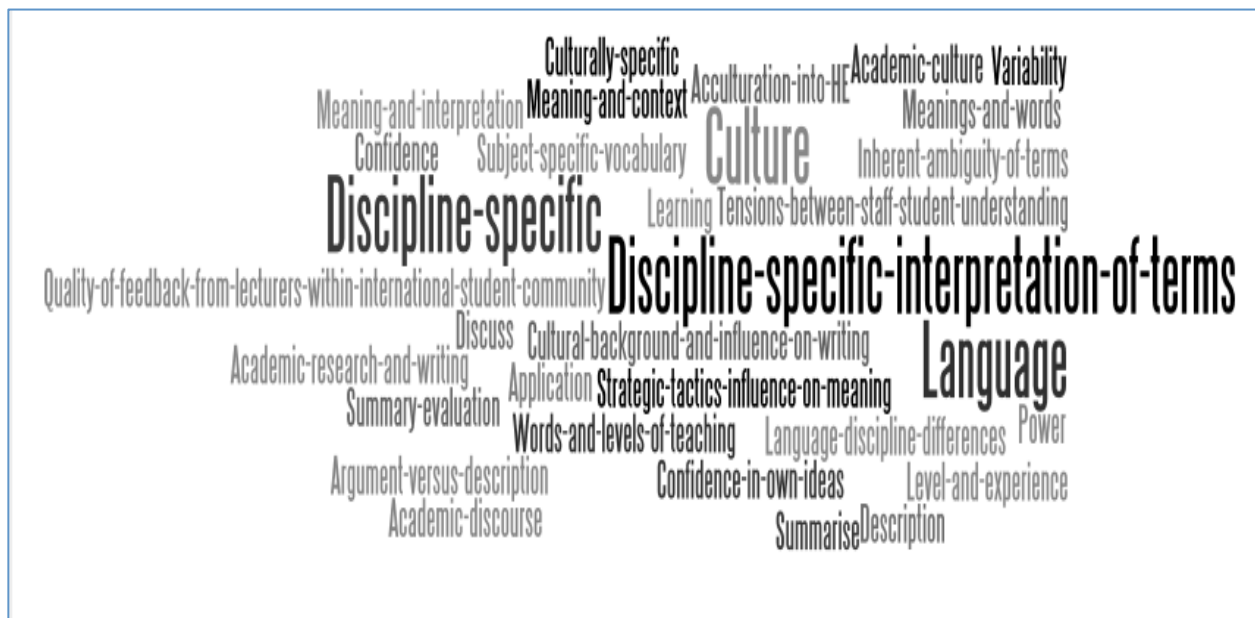 Culturally-specific
Academic-culture
Variability
Acculturation-into-HE
Meaning-and-interpretation
Meaning-and-context
Meanings-and-words
Culture
Confidence
Subject-specific-vocabulary
Inherent-ambiguity-of-terms
Discipline-specific
Learning
Tensions-between-staff-student-understanding
Quality-of-feedback-from-lecturers-within-international-student-community
Discipline-specific-interpretation-of-terms
Discuss
Cultural-background-and-influence-on-writing
Language
Academic-research-and-writing
Application
Strategic-tactics-influence-on-meaning
Summary-evaluation
Words-and-levels-of-teaching
Language-discipline-differences
Power
Argument-versus-description
Confidence-in-own-ideas
Level-and-experience
Academic-discourse
Summarise
Description